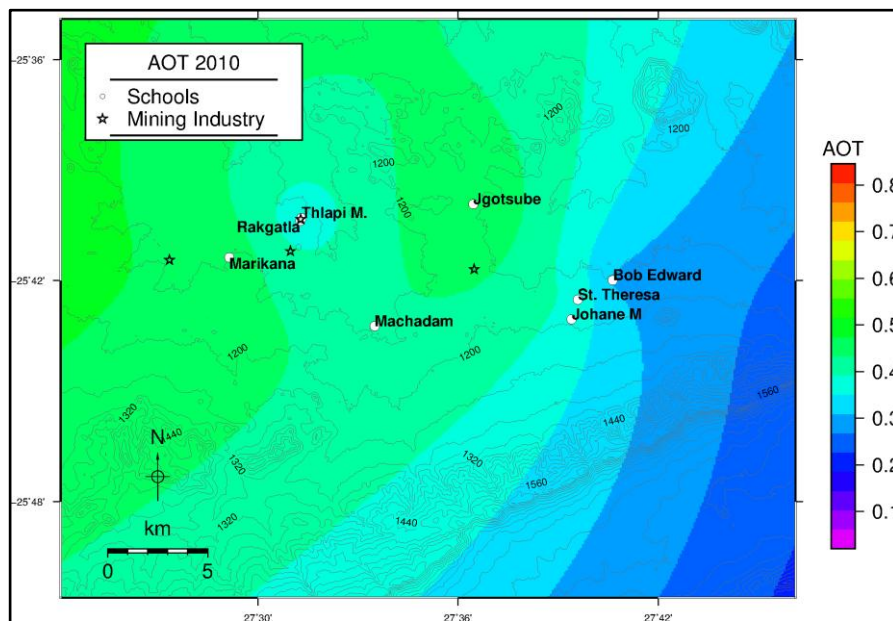 AOT 2010
Schools
Mining Industry
−25˚36'
−25˚42'
−25˚48'
27˚30'
27˚36'
27˚42'
1200
1200
1200
1200
1200
1200
1200
1320
1440
1320
1320
1440
1560
1440
1560
Jgotsube
Thlapi M.
Rakgatla
Marikana
Bob Edward
St. Theresa
Johane M
Machadam
N
km
0 5
AOT
0.8
0.7
0.6
0.5
0.4
0.3
0.2
0.1